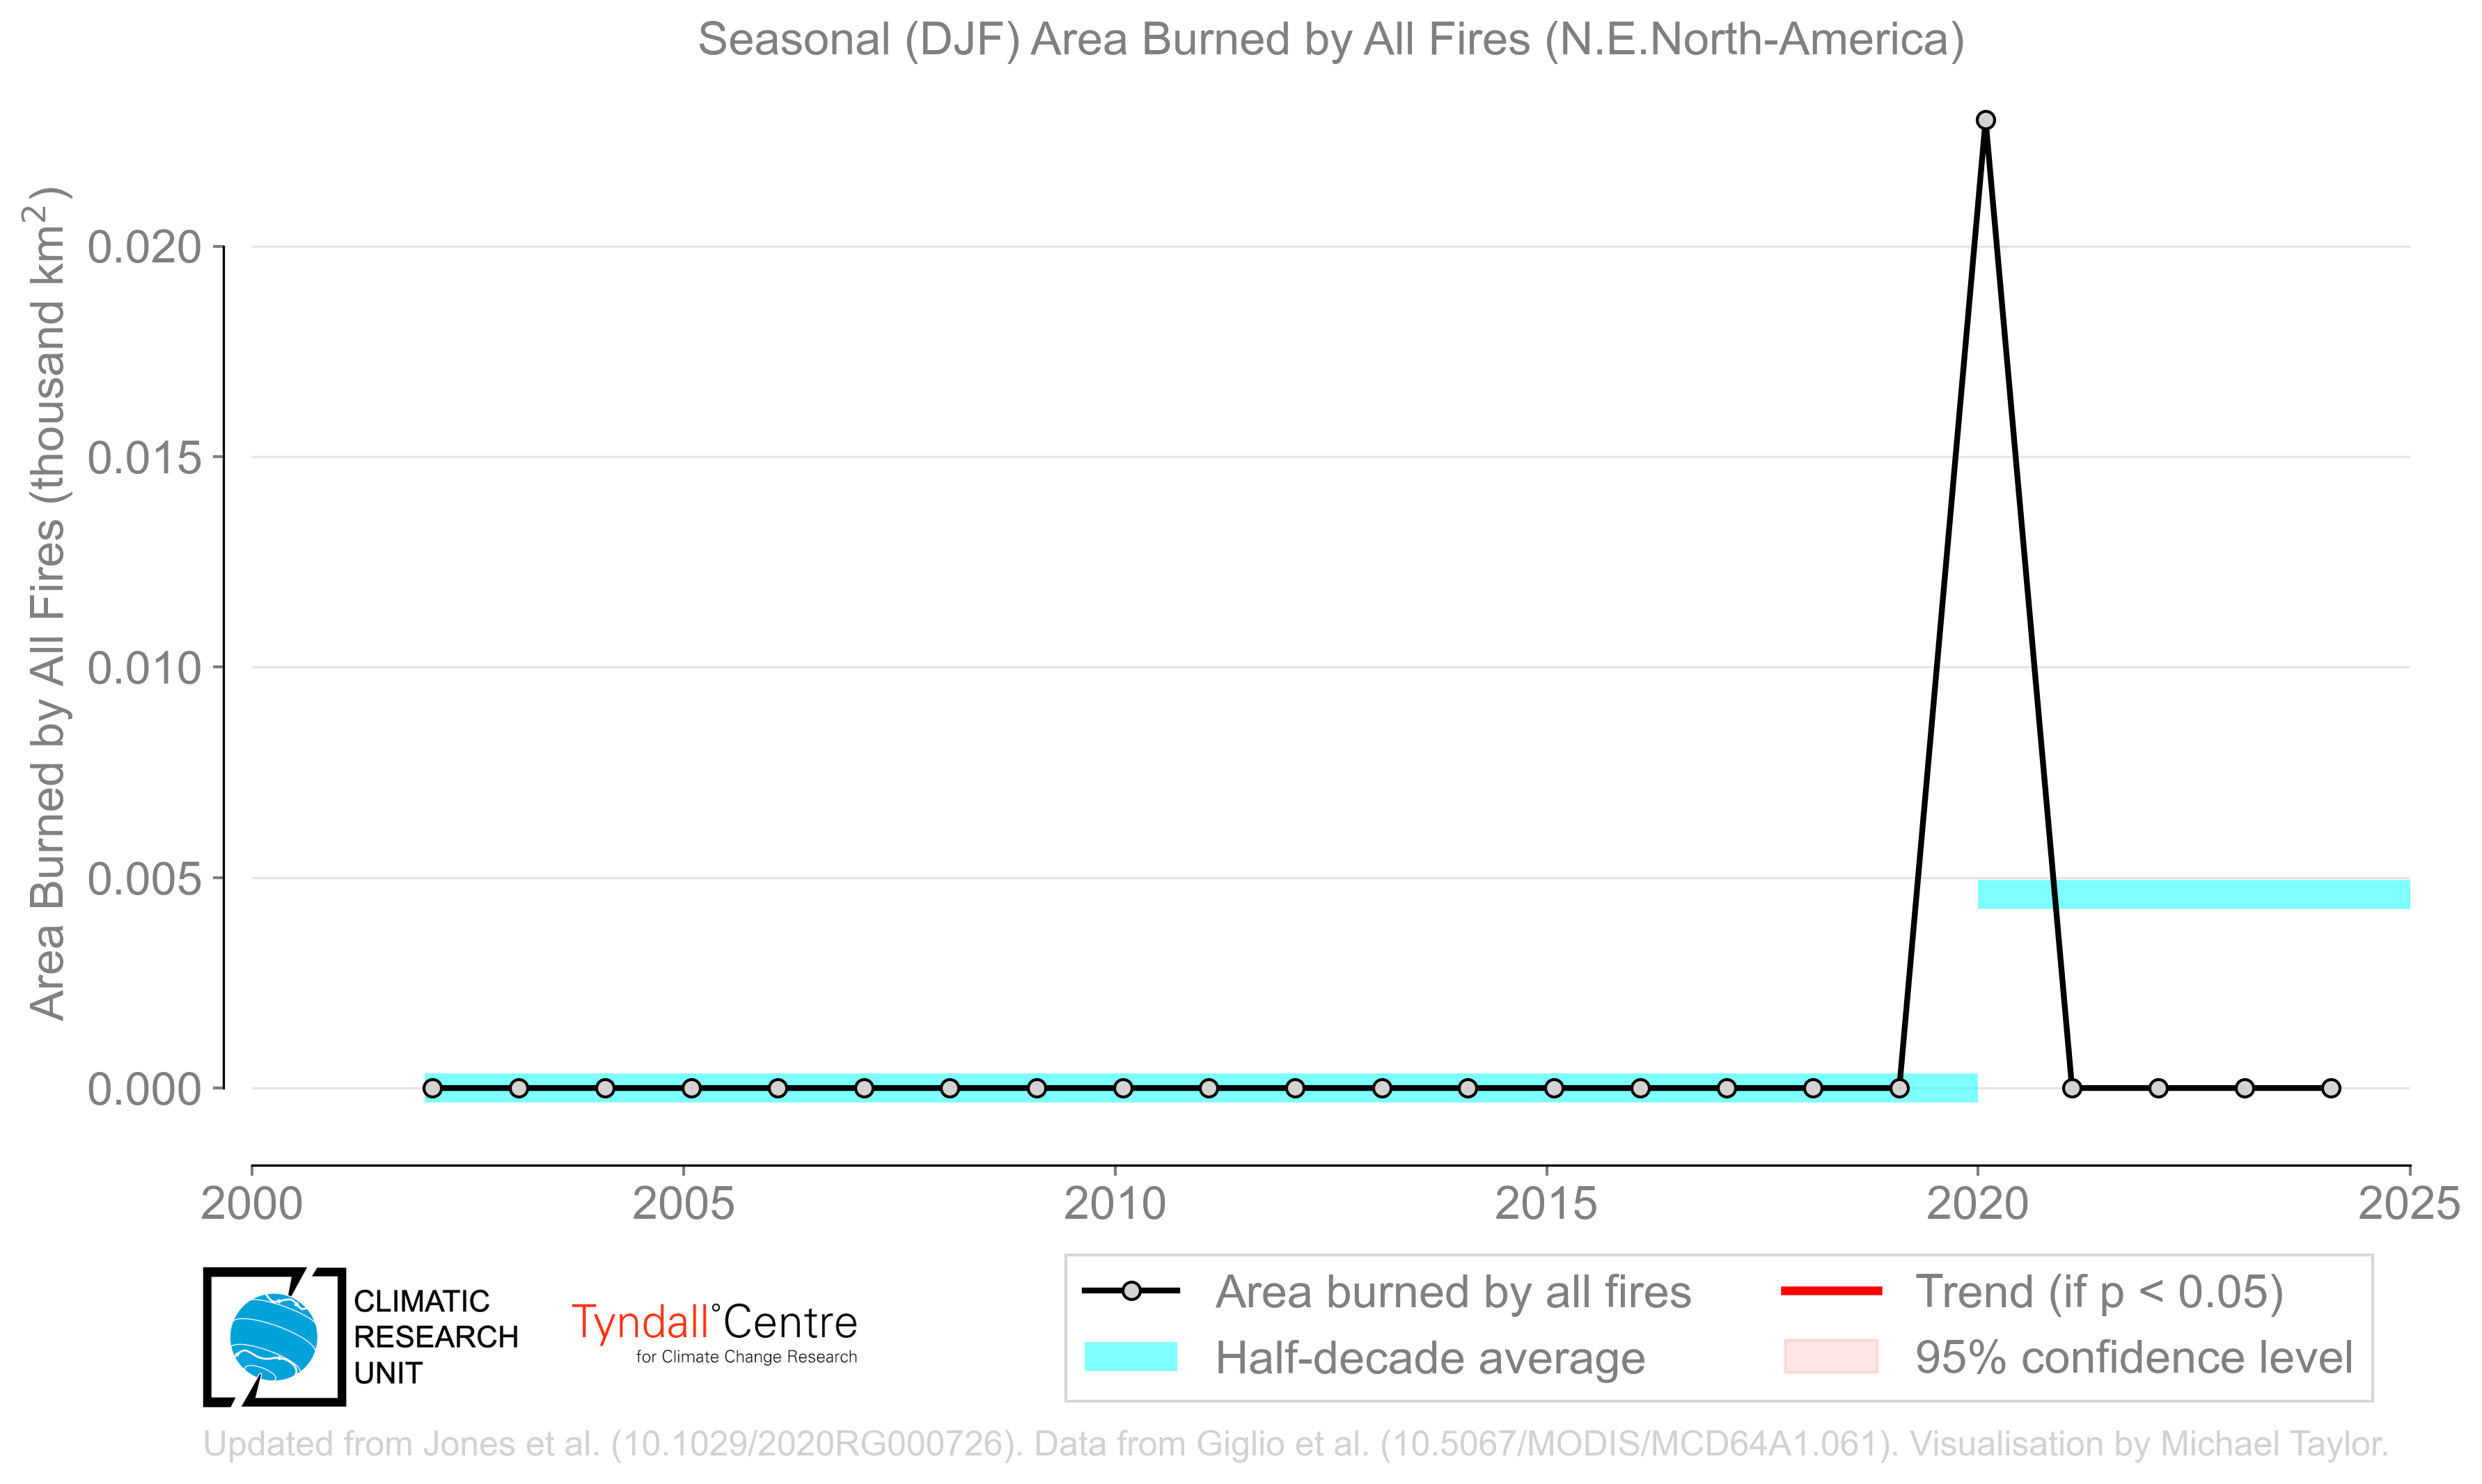 Seasonal (DJF) Area Burned by All Fires (N.E.North-America)
Area Burned by All Fires (thousand km²)
0.020
0.015
0.010
0.005
0.000
2000 2005 2010 2015 2020 2025
CLIMATIC
RESEARCH
UNIT
Tyndall°Centre
for Climate Change Research
Area burned by all fires
Half-decade average
Trend (if p < 0.05)
95% confidence level
Updated from Jones et al. (10.1029/2020RG000726). Data from Giglio et al. (10.5067/MODIS/MCD64A1.061). Visualisation by Michael Taylor.